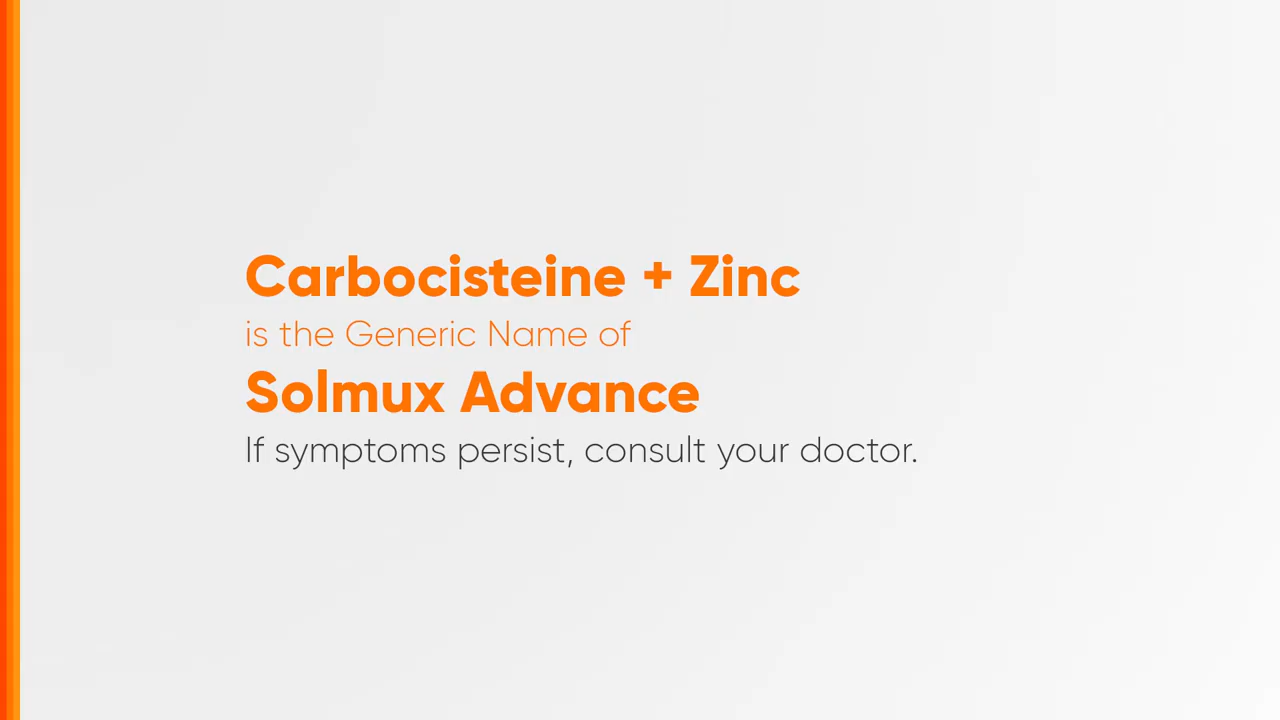 Carbocisteine + Zinc
is the Generic Name of
Solmux Advance
If symptoms persist, consult your doctor.